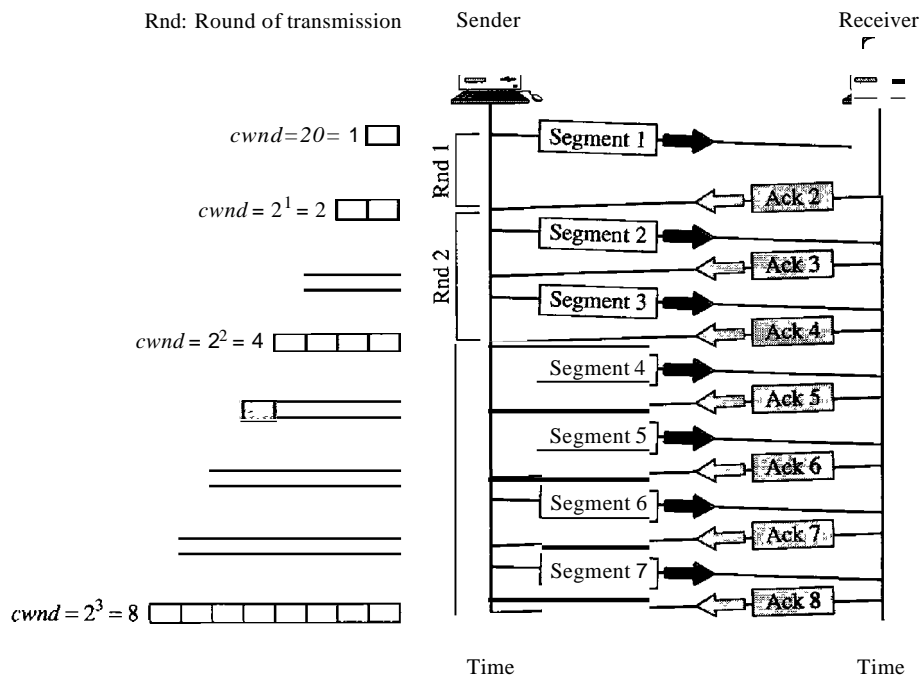 Rnd: Round of transmission
Sender
Receiver
cwnd=20= 1
Rnd 1
Segment 1
Ack 2
cwnd = 2^1 = 2
Rnd 2
Segment 2
Ack 3
Segment 3
Ack 4
cwnd = 2^2 = 4
Segment 4
Ack 5
Segment 5
Ack 6
Segment 6
Ack 7
Segment 7
Ack 8
cwnd = 2^3 = 8
Time
Time